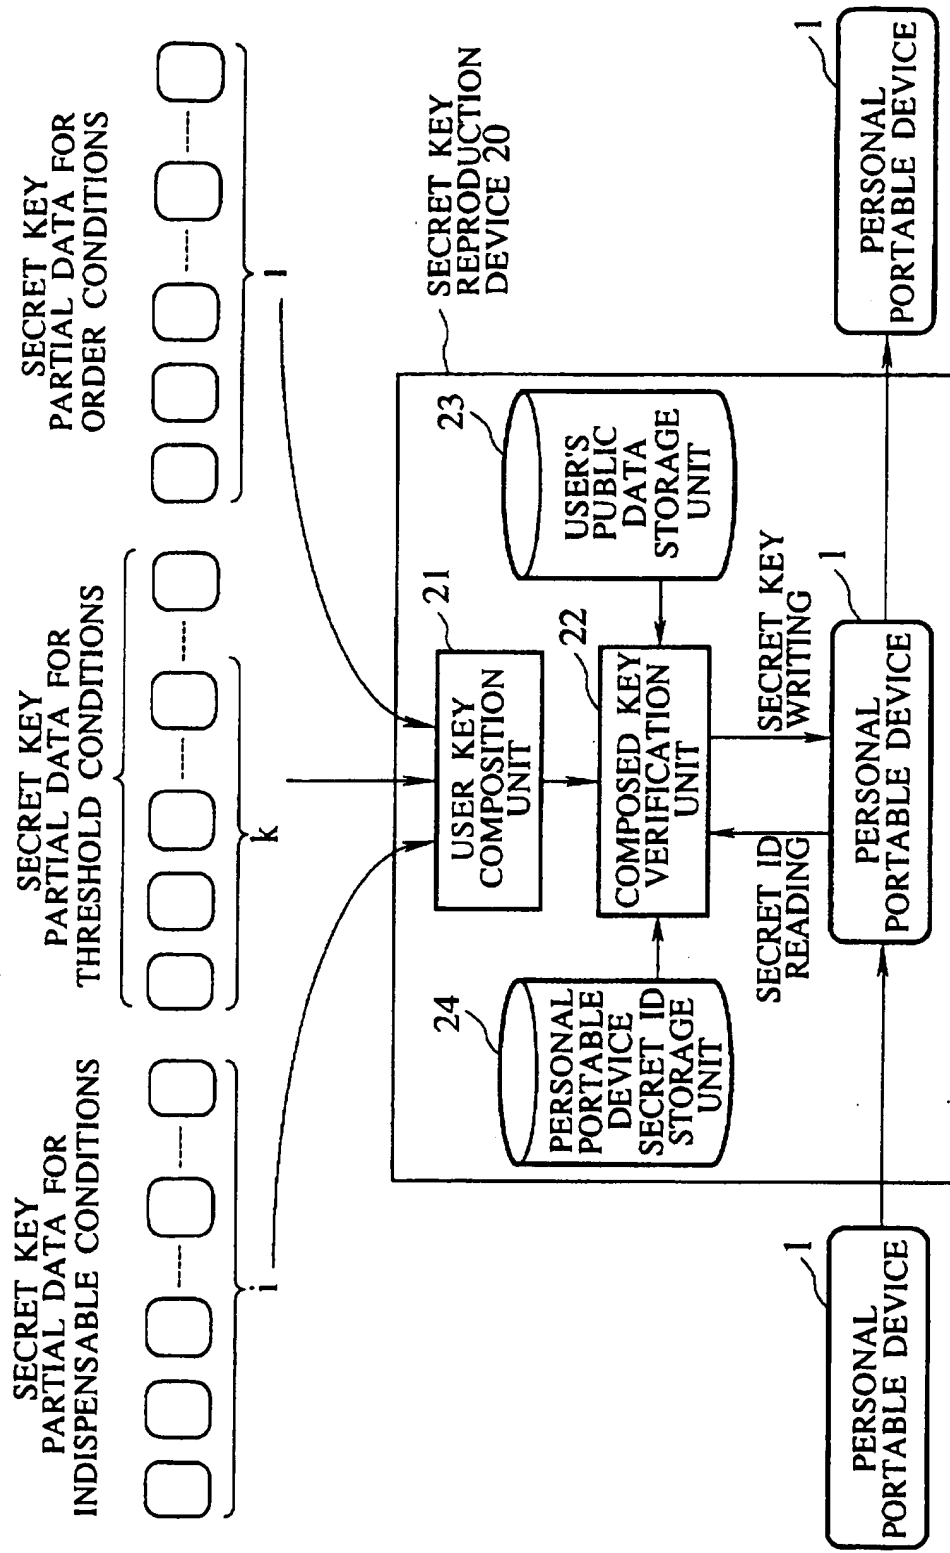 SECRET KEY
PARTIAL DATA FOR
INDISPENSABLE CONDITIONS
i
SECRET KEY
PARTIAL DATA FOR
THRESHOLD CONDITIONS
k
SECRET KEY
PARTIAL DATA FOR
ORDER CONDITIONS
l
SECRET KEY
REPRODUCTION
DEVICE 20
21
USER KEY
COMPOSITION
UNIT
24
PERSONAL
PORTABLE
DEVICE
SECRET ID
STORAGE
UNIT
22
COMPOSED KEY
VERIFICATION
UNIT
23
USER'S
PUBLIC
DATA
STORAGE
UNIT
SECRET ID
READING
SECRET KEY
WRITING
1
PERSONAL
PORTABLE DEVICE
1
PERSONAL
PORTABLE DEVICE
1
PERSONAL
PORTABLE DEVICE